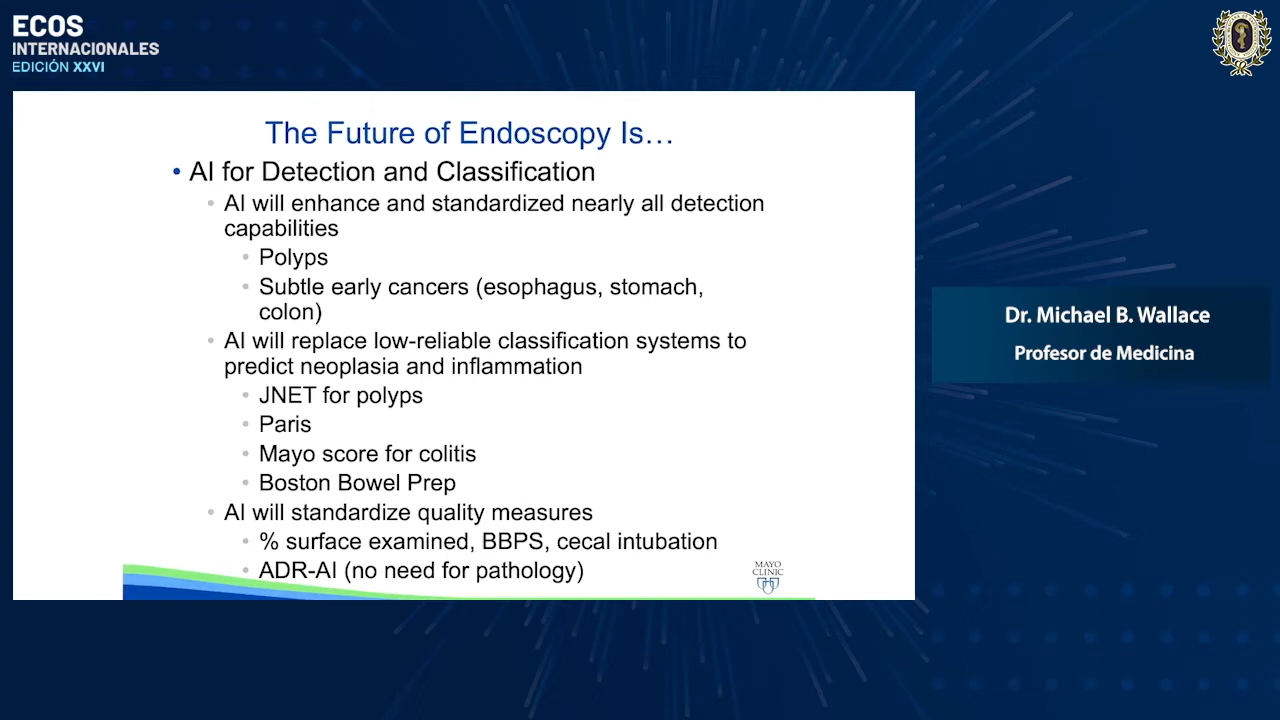 ECOS
INTERNACIONALES
EDICIÓN XXVI
The Future of Endoscopy Is…
• AI for Detection and Classification
• AI will enhance and standardized nearly all detection
capabilities
• Polyps
• Subtle early cancers (esophagus, stomach,
colon)
• AI will replace low-reliable classification systems to
predict neoplasia and inflammation
• JNET for polyps
• Paris
• Mayo score for colitis
• Boston Bowel Prep
• AI will standardize quality measures
• % surface examined, BBPS, cecal intubation
• ADR-AI (no need for pathology)
MAYO
CLINIC
Dr. Michael B. Wallace
Profesor de Medicina